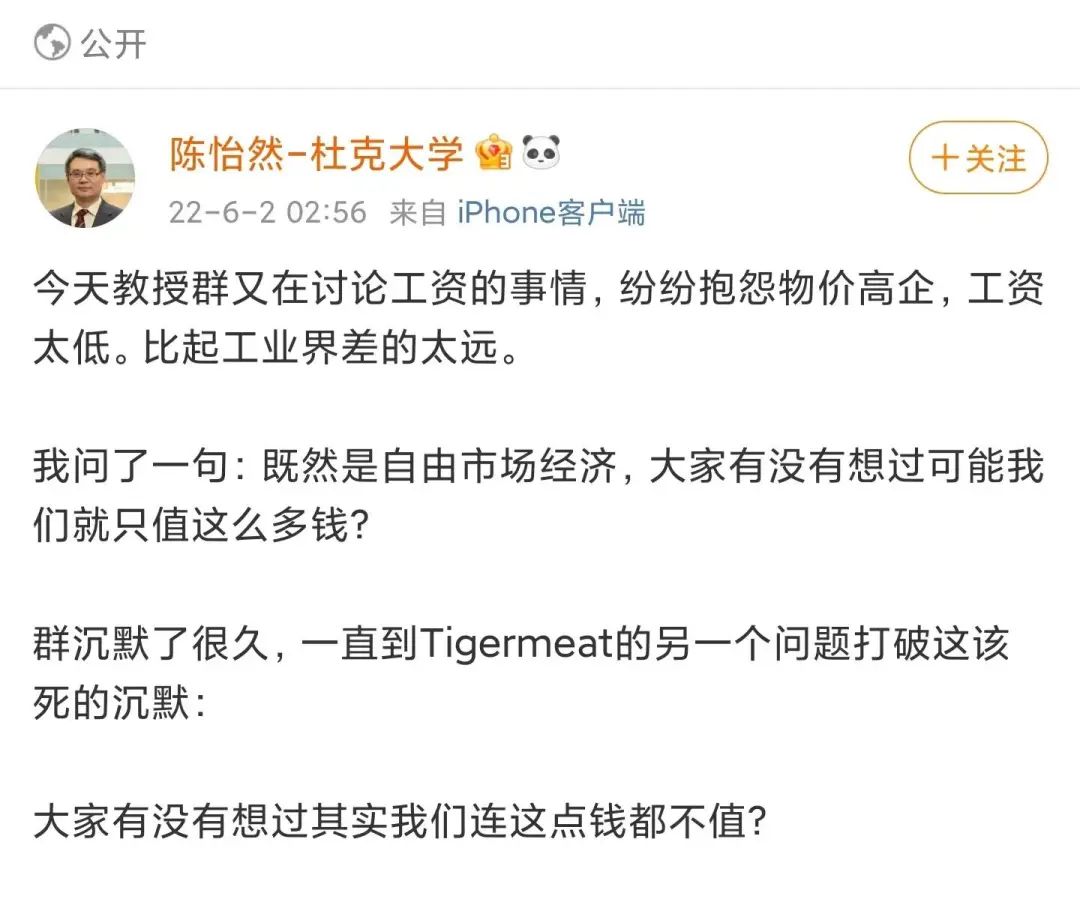 公开
陈怡然-杜克大学
+关注
22-6-2 02:56 来自 iPhone客户端
今天教授群又在讨论工资的事情，纷纷抱怨物价高企，工资
太低。比起工业界差的太远。
我问了一句：既然是自由市场经济，大家有没有想过可能我
们就只值这么多钱？
群沉默了很久，一直到Tigermeat的另一个问题打破这该
死的沉默：
大家有没有想过其实我们连这点钱都不值？